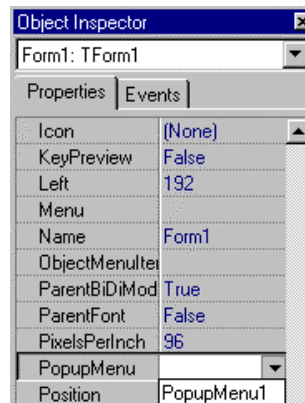 Object Inspector
Form1: TForm1
Properties Events
Icon (None)
KeyPreview False
Left 192
Menu
Name Form1
ObjectMenuIter
ParentBiDiMod True
ParentFont False
PixelsPerInch 96
PopupMenu
Position PopupMenu1